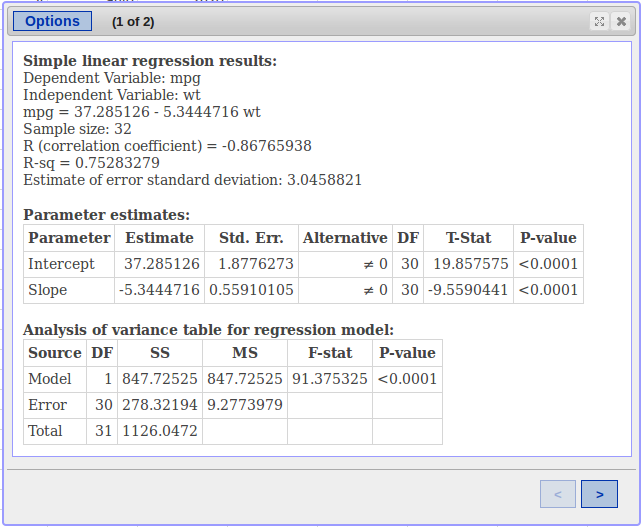 Options (1 of 2)
Simple linear regression results:
Dependent Variable: mpg
Independent Variable: wt
mpg = 37.285126 - 5.3444716 wt
Sample size: 32
R (correlation coefficient) = -0.86765938
R-sq = 0.75283279
Estimate of error standard deviation: 3.0458821
Parameter estimates:
Parameter Estimate Std. Err. Alternative DF T-Stat P-value
Intercept 37.285126 1.8776273 ≠ 0 30 19.857575 <0.0001
Slope -5.3444716 0.55910105 ≠ 0 30 -9.5590441 <0.0001
Analysis of variance table for regression model:
Source DF SS MS F-stat P-value
Model 1 847.72525 847.72525 91.375325 <0.0001
Error 30 278.32194 9.2773979
Total 31 1126.0472
< >